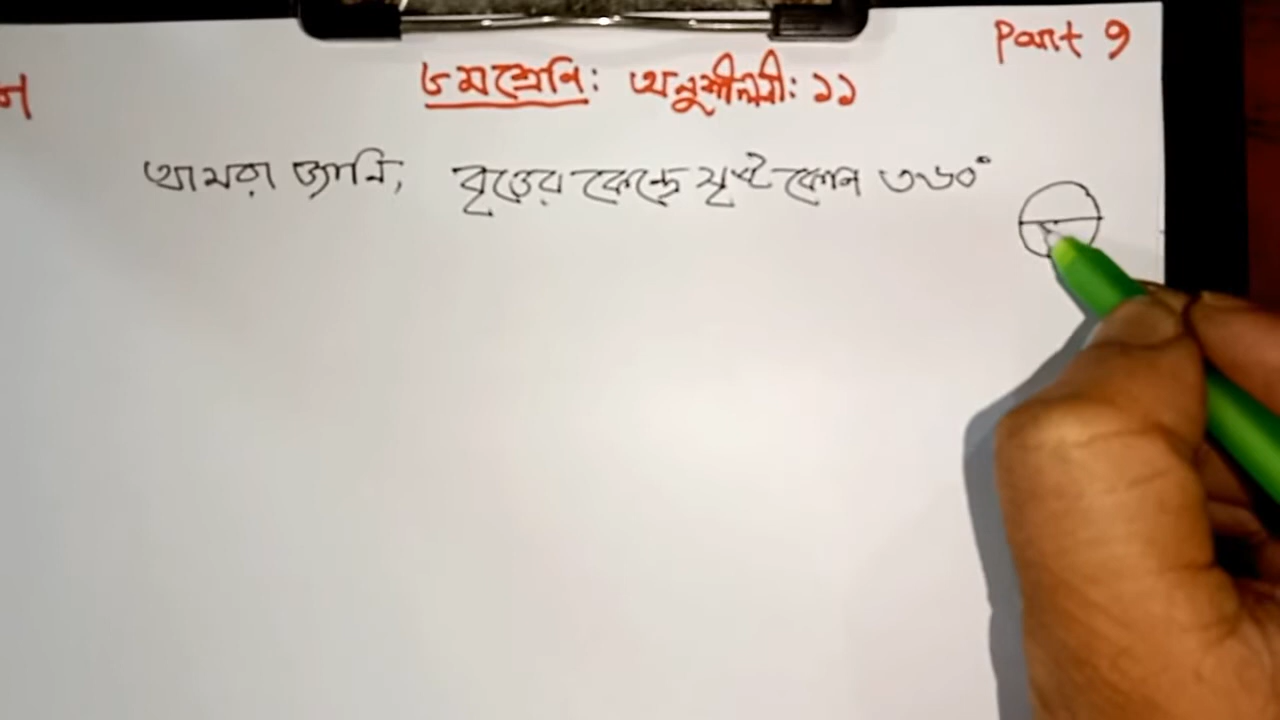 Part 9
৮ম শ্রেণি: অনুশীলনী: ১১
আমরা জানি, বৃত্তের কেন্দ্রে সৃষ্ট কোন ৩৬০°